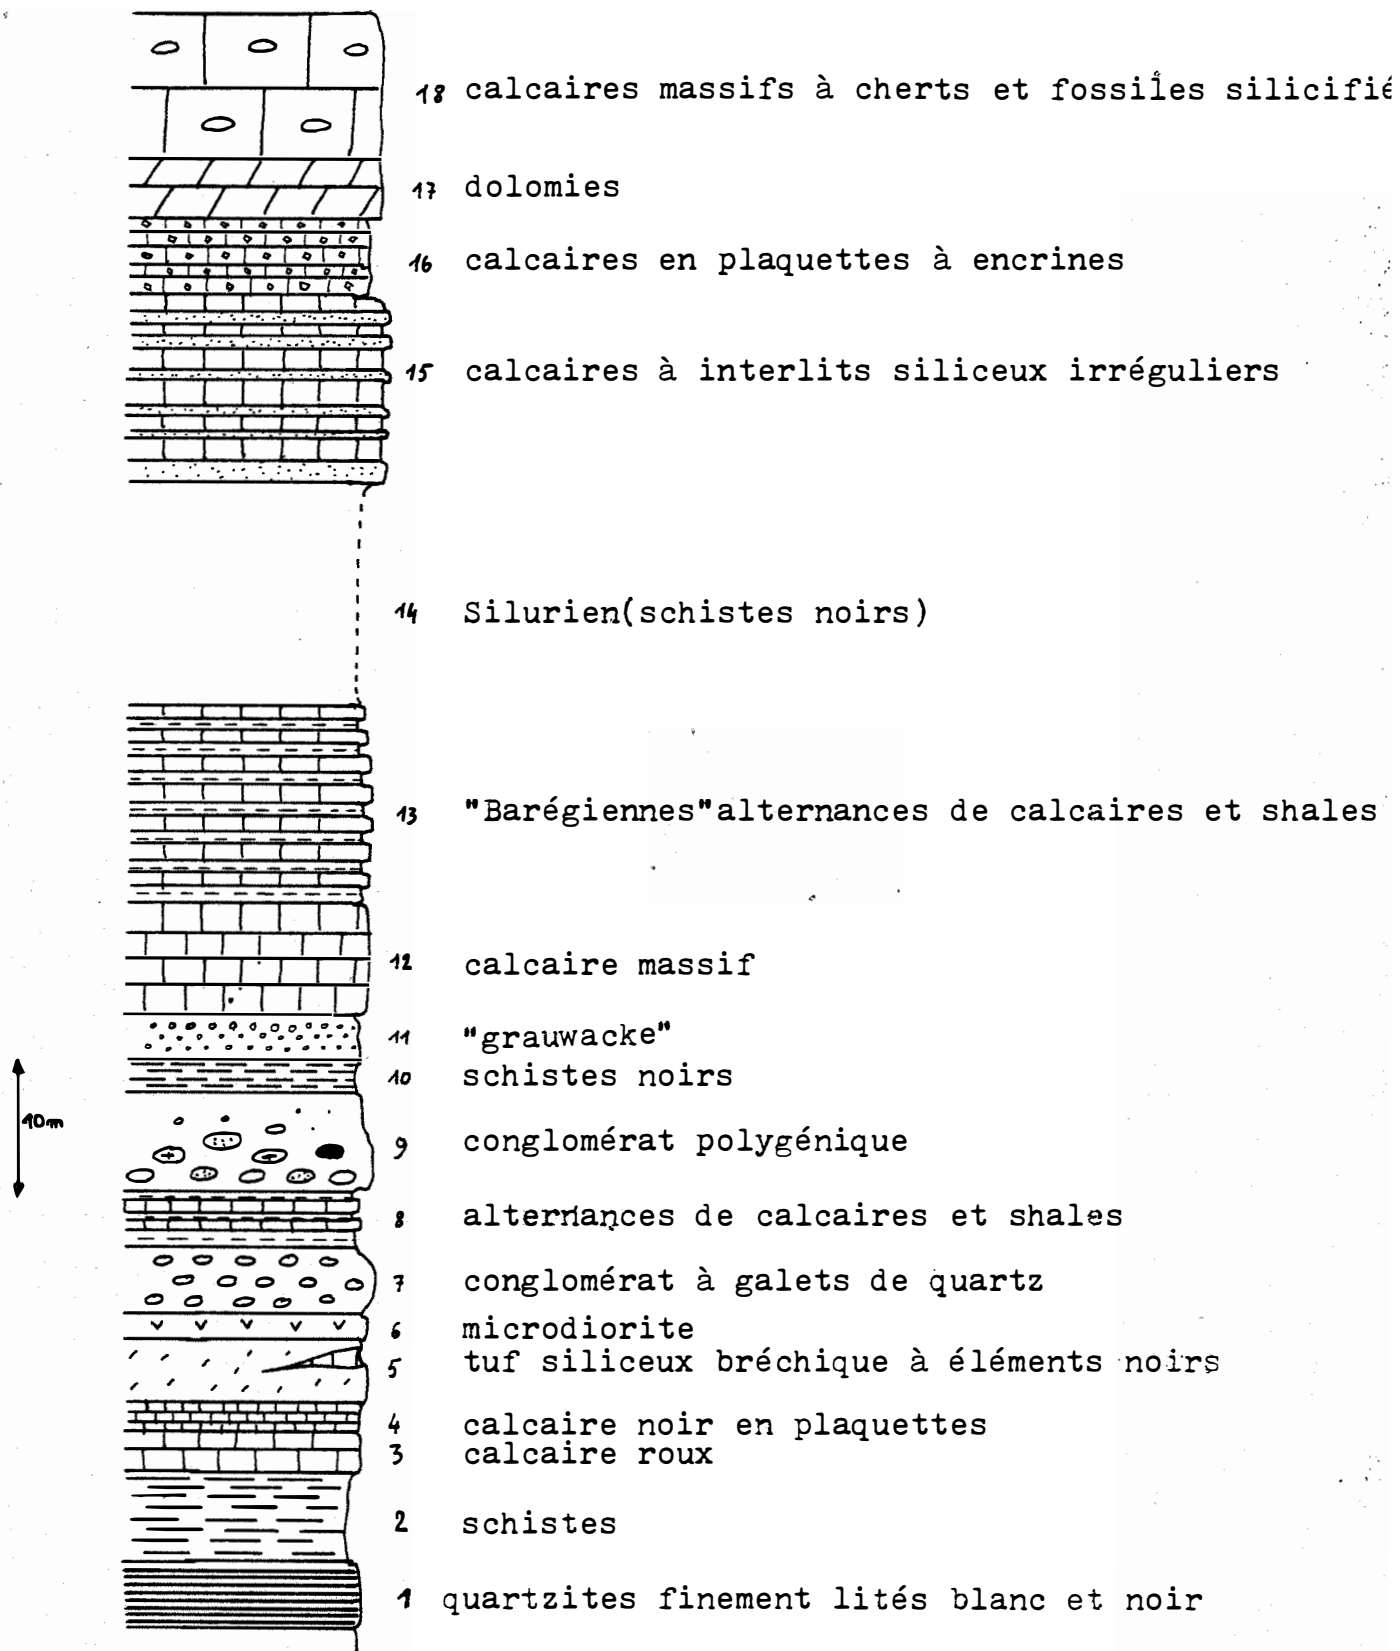 18 calcaires massifs à cherts et fossiles silicifié
17 dolomies
16 calcaires en plaquettes à encrines
15 calcaires à interlits siliceux irréguliers
14 Silurien(schistes noirs)
13 "Barégiennes"alternances de calcaires et shales
12 calcaire massif
11 "grauwacke"
10 schistes noirs
10m
9 conglomérat polygénique
8 alternances de calcaires et shales
7 conglomérat à galets de quartz
6 microdiorite
5 tuf siliceux bréchique à éléments noirs
4 calcaire noir en plaquettes
3 calcaire roux
2 schistes
1 quartzites finement lités blanc et noir